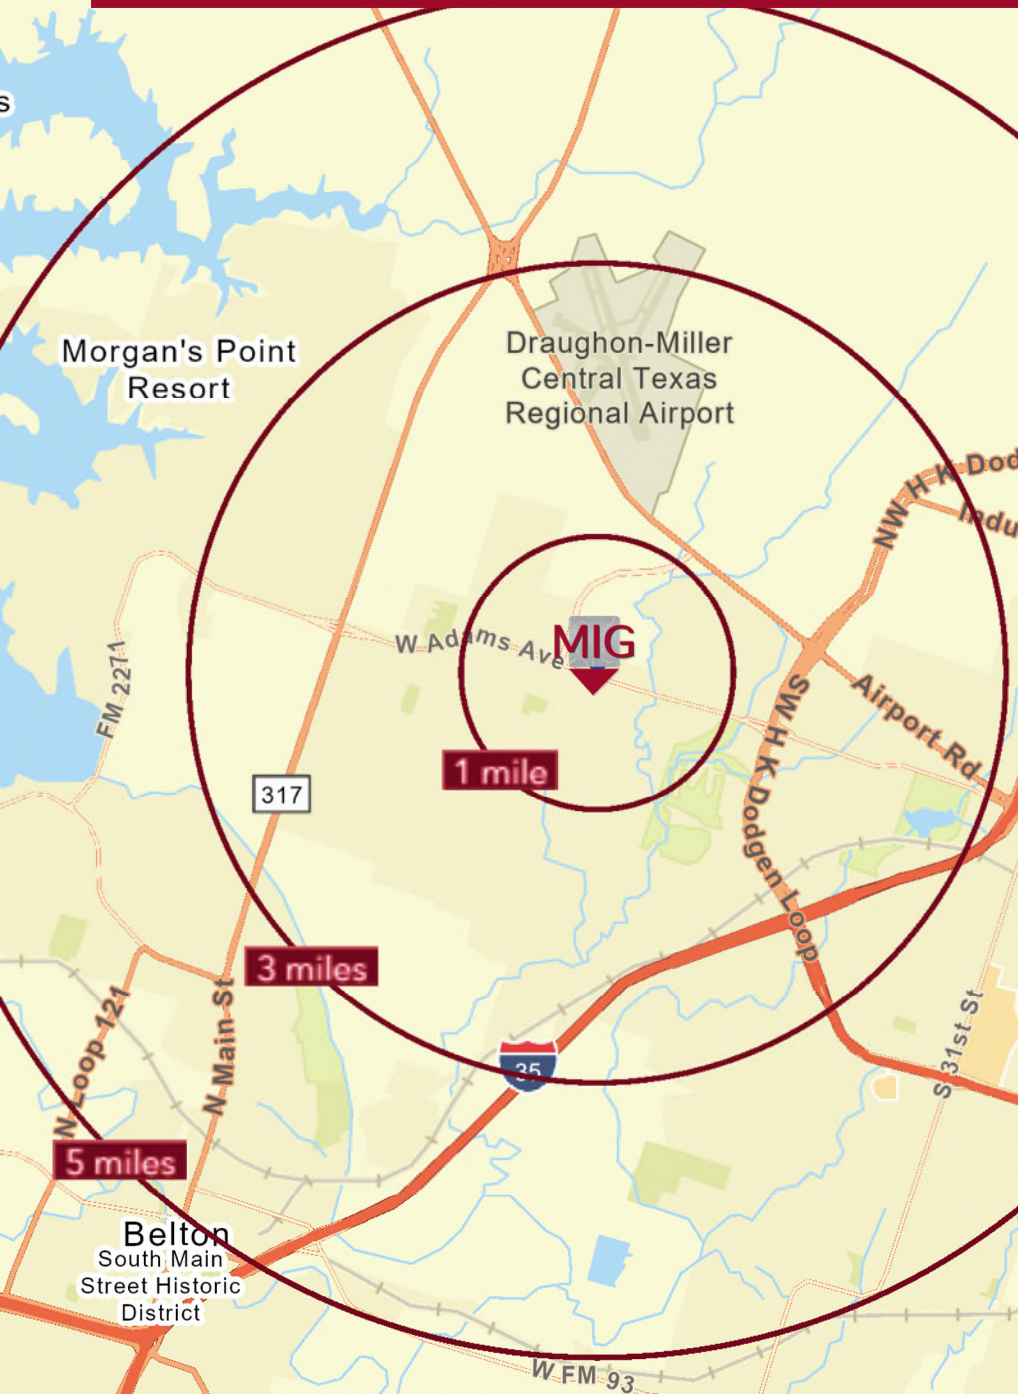 s
Morgan's Point
Resort
Draughon-Miller
Central Texas
Regional Airport
NW H K Dod
Indu
W Adams Ave
MIG
FM 2271
SW H K Dodgen Loop
Airport Rd
1 mile
317
3 miles
N Loop 121
N Main St
35
S 31st St
5 miles
Belton
South Main
Street Historic
District
W FM 93